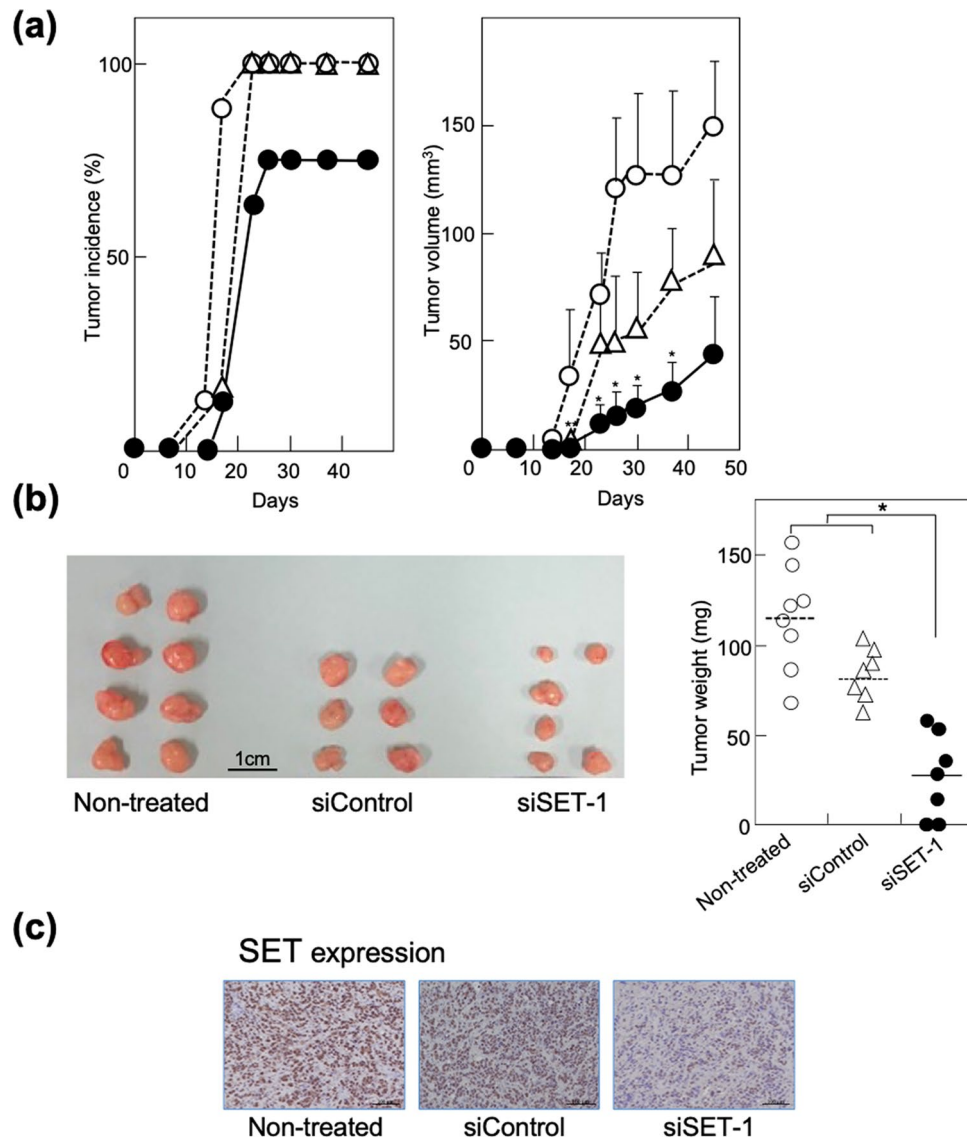 (a)
Tumor incidence (%)
100
50
0
10
20
30
40
Days
Tumor volume (mm³)
150
100
50
0
10
20
30
40
50
Days
**
*
*
*
*
(b)
1cm
Non-treated
siControl
siSET-1
Tumor weight (mg)
150
100
50
0
*
Non-treated
siControl
siSET-1
(c)
SET expression
Non-treated
siControl
siSET-1